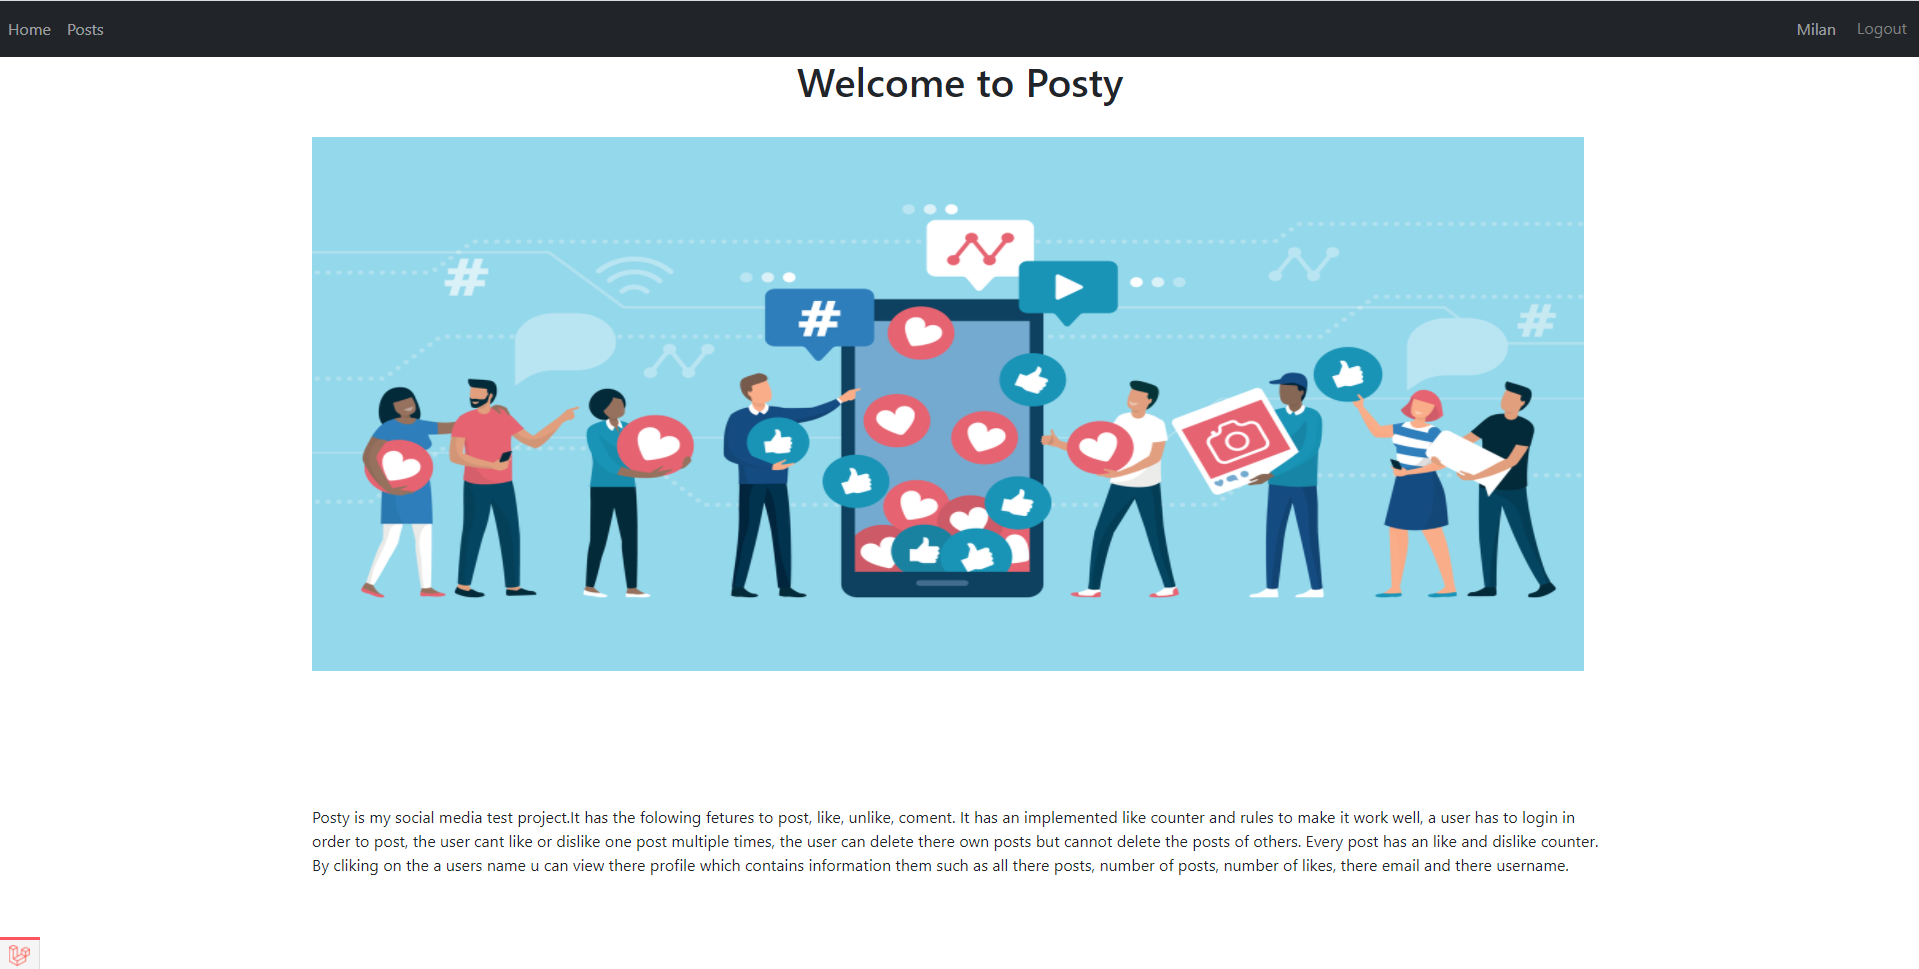 Home Posts Milan Logout
Welcome to Posty
#
#
#
Posty is my social media test project.It has the folowing fetures to post, like, unlike, coment. It has an implemented like counter and rules to make it work well, a user has to login in
order to post, the user cant like or dislike one post multiple times, the user can delete there own posts but cannot delete the posts of others. Every post has an like and dislike counter.
By cliking on the a users name u can view there profile which contains information them such as all there posts, number of posts, number of likes, there email and there username.